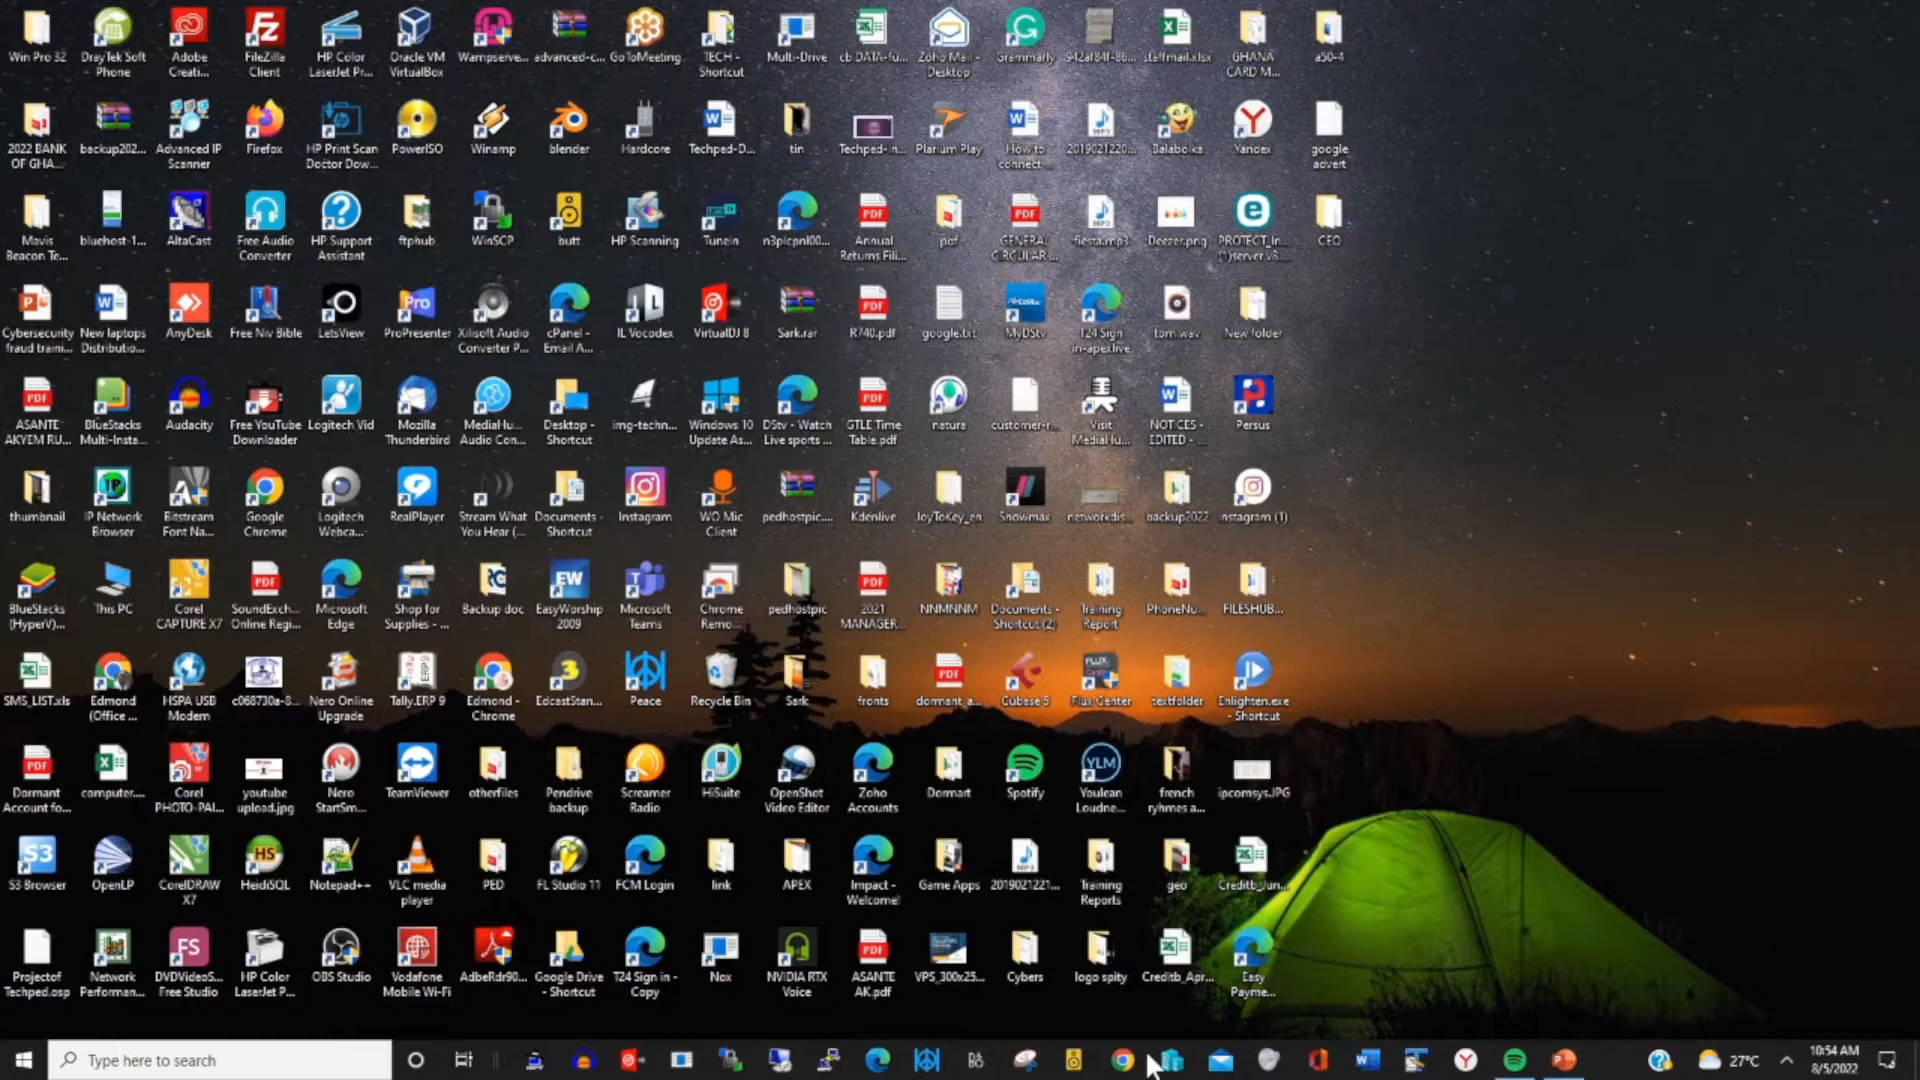 Win Pro 32 DrayTek Soft - Phone Adobe Creati... FileZilla Client HP Color LaserJet Pr... Oracle VM VirtualBox Wampserve... advanced-c... GoToMeeting TECH - Shortcut Multi-Drive cb DATA-fu... Zoho Mail - Desktop Grammarly 942af84f-86... staffmail.xlsx GHANA CARD M... a50-4
2022 BANK OF GHA... backup202... Advanced IP Scanner Firefox HP Print Scan Doctor Dow... PowerISO Winamp blender Hardcore Techped-D... tin Techped-in... Plarium Play How to connect... 2019021220... Balabolka Yandex google advert
Mavis Beacon Te... bluehost-1... AltaCast Free Audio Converter HP Support Assistant ftphub WinSCP butt HP Scanning Tunein n3plcpnl00... Annual Returns Fili... pdf GENERAL CIRCULAR ... fiesta.mp3 Deezer.png PROTECT_In... (1)server v8... CEO
Cybersecurity fraud traini... New laptops Distributio... AnyDesk Free Niv Bible LetsView ProPresenter Xilisoft Audio Converter P... cPanel - Email A... IL Vocodex VirtualDJ 8 Sark.rar R740.pdf google.txt MyDStv T24 Sign in-apexlive tom.wav New folder
ASANTE AKYEM RU... BlueStacks Multi-Insta... Audacity Free YouTube Downloader Logitech Vid Mozilla Thunderbird MediaHu... Audio Con... Desktop - Shortcut img-techn... Windows 10 Update As... DStv - Watch Live sports ... GTLE Time Table.pdf natura customer-r... Visit MediaHu... NOTICES - EDITED - ... Persus
thumbnail IP Network Browser Bitstream Font Na... Google Chrome Logitech Webca... RealPlayer Stream What You Hear (... Documents - Shortcut Instagram WO Mic Client pedhostpic.... Kdenlive JoyToKey_en Showmax networkdis... backup2022 instagram (1)
BlueStacks (HyperV)... This PC Corel CAPTURE X7 SoundExch... Online Regi... Microsoft Edge Shop for Supplies - ... Backup doc EasyWorship 2009 Microsoft Teams Chrome Remo... pedhostpic 2021 MANAGER... NNMNNM Documents - Shortcut (2) Training Report PhoneNu... FILESHUB...
SMS_LIST.xls Edmond (Office ... HSPA USB Modem c068730a-8... Nero Online Upgrade Tally.ERP 9 Edmond - Chrome EdcastStan... Peace Recycle Bin Sark fronts dormant_a... Cubase 5 Flux Center textfolder Enlighten.exe - Shortcut
Dormant Account fo... computer.... Corel PHOTO-PAI... youtube upload.jpg Nero StartSm... TeamViewer otherfiles Pendrive backup Screamer Radio HiSuite OpenShot Video Editor Zoho Accounts Dormart Spotify Youlean Loudne... french ryhmes a... ipcomsys.JPG
S3 Browser OpenLP CorelDRAW X7 HeidiSQL Notepad++ VLC media player PED FL Studio 11 FCM Login link APEX Impact - Welcome! Game Apps 2019021221... Training Reports geo Creditb_Jun...
Projectof Techped.osp Network Performan... DVDVideoS... Free Studio HP Color LaserJet P... OBS Studio Vodafone Mobile Wi-Fi AdbeRdr90... Google Drive - Shortcut T24 Sign in - Copy Nox NVIDIA RTX Voice ASANTE AK.pdf VPS_300x25... Cybers logo spity Creditb_Apr... Easy Payme...
Type here to search 27°C 10:54 AM
8/5/2022